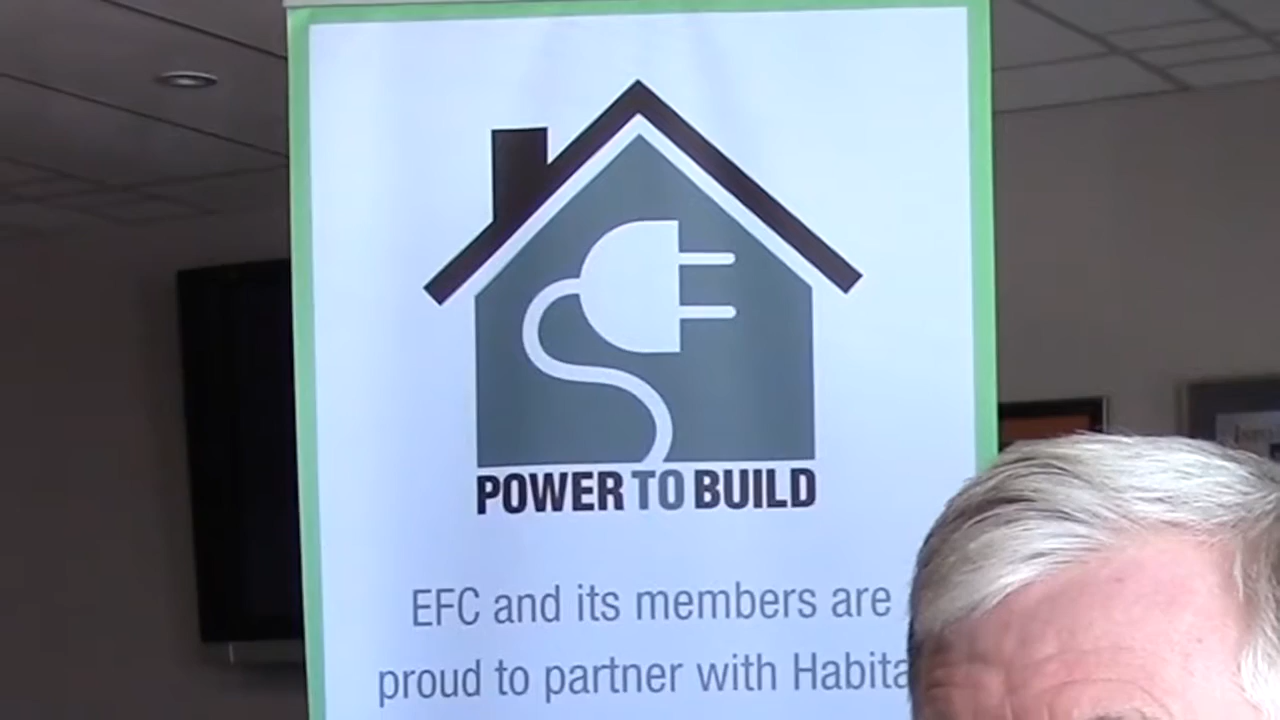 POWER TO BUILD
EFC and its members are
proud to partner with Habita